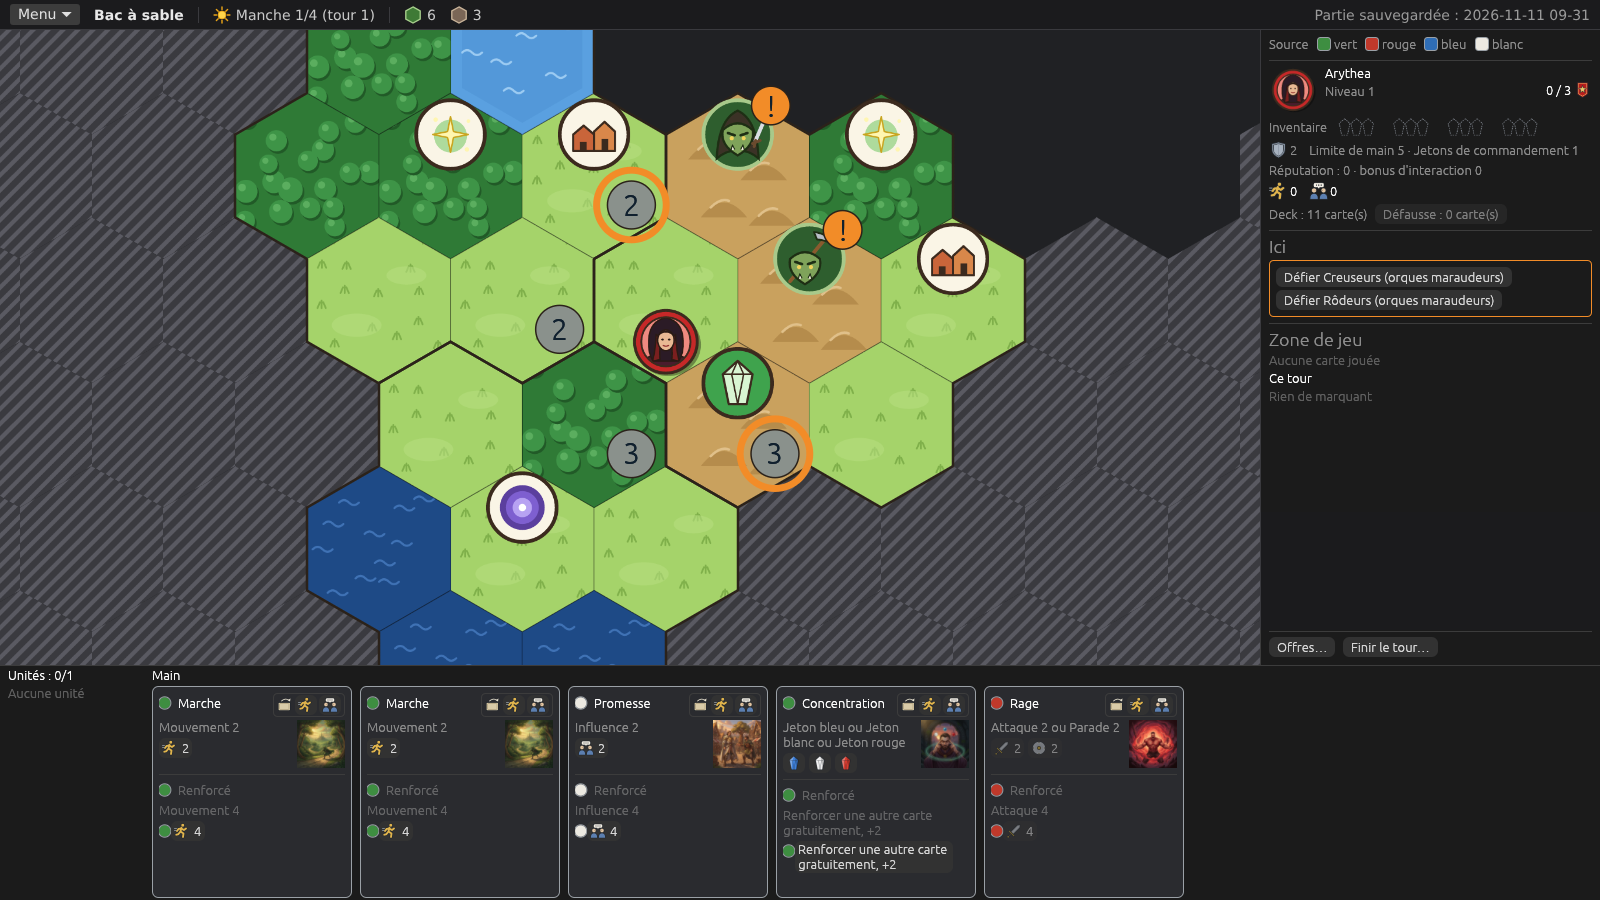 Menu
Bac à sable
Manche 1/4 (tour 1)
6
3
Partie sauvegardée : 2026-11-11 09-31
!
!
2
2
3
3
Source vert rouge bleu blanc
Arythea
Niveau 1
0 / 3
Inventaire
2 Limite de main 5 · Jetons de commandement 1
Réputation : 0 · bonus d'interaction 0
0 0
Deck : 11 carte(s) Défausse : 0 carte(s)
Ici
Défier Creuseurs (orques maraudeurs)
Défier Rôdeurs (orques maraudeurs)
Zone de jeu
Aucune carte jouée
Ce tour
Rien de marquant
Offres…
Finir le tour…
Unités : 0/1
Aucune unité
Main
Marche
Mouvement 2
2
Renforcé
Mouvement 4
4
Marche
Mouvement 2
2
Renforcé
Mouvement 4
4
Promesse
Influence 2
2
Renforcé
Influence 4
4
Concentration
Jeton bleu ou Jeton
blanc ou Jeton rouge
Renforcé
Renforcer une autre carte
gratuitement, +2
Renforcer une autre carte
gratuitement, +2
Rage
Attaque 2 ou Parade 2
2 2
Renforcé
Attaque 4
4